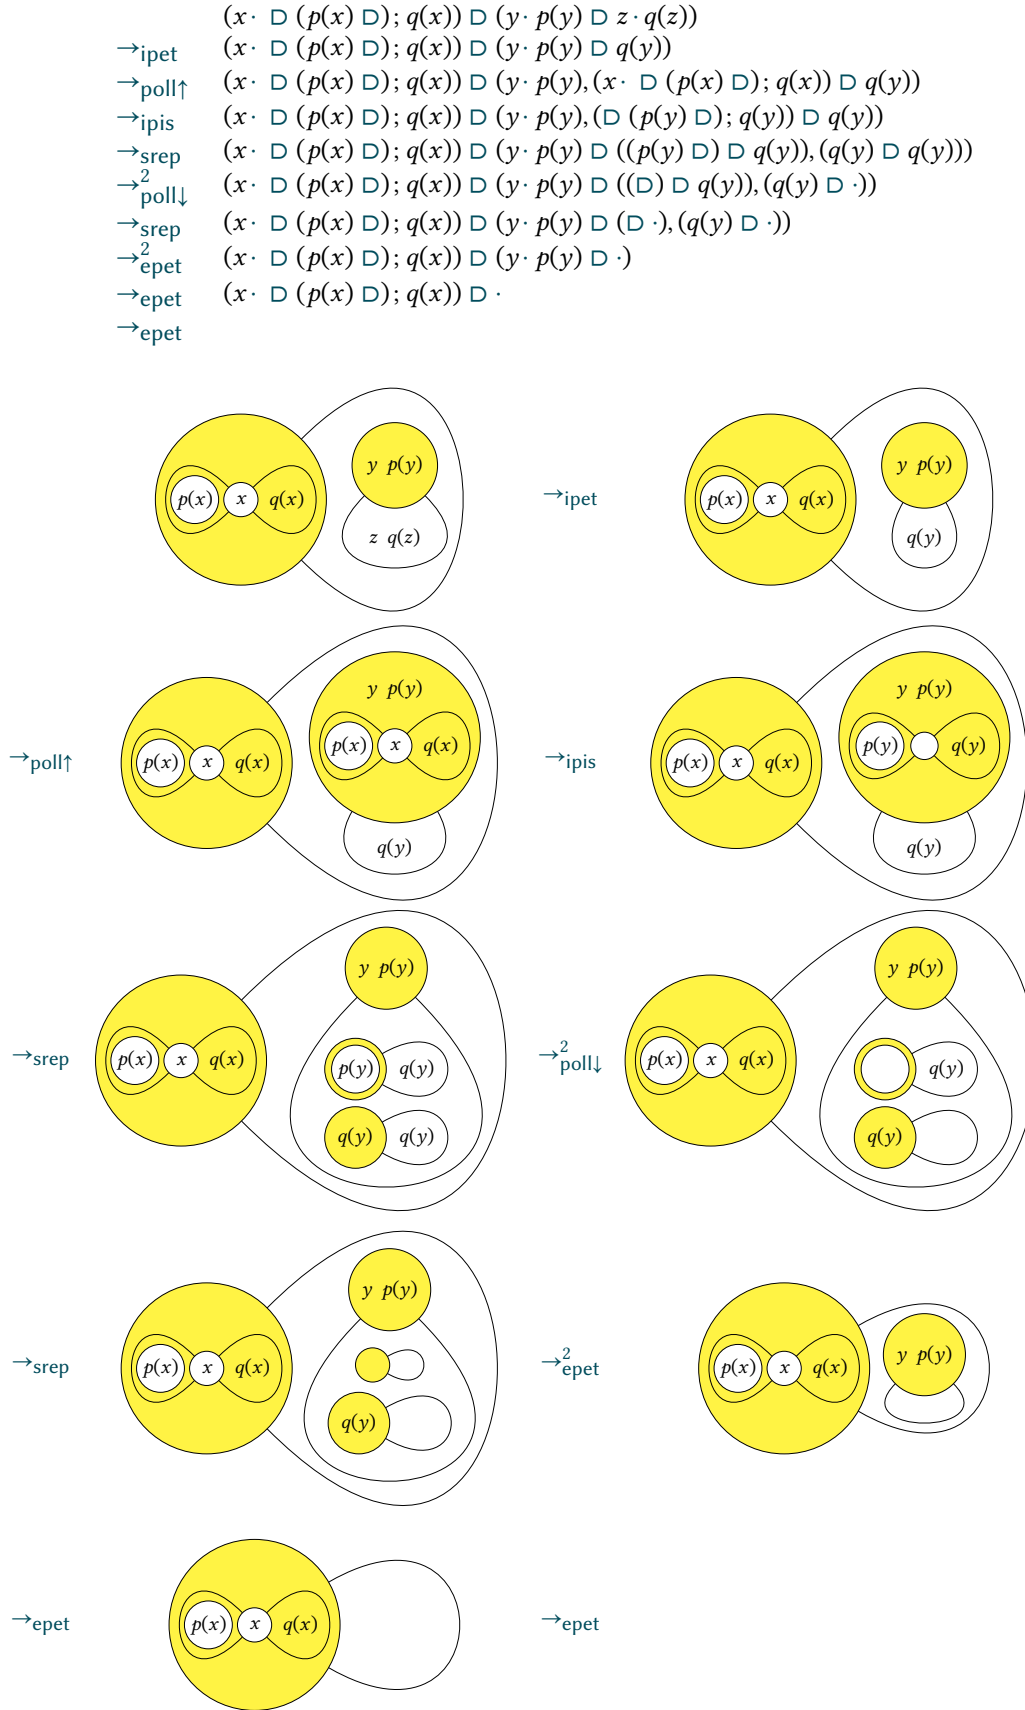 (x · ⊃ (p(x) ⊃) ; q(x)) ⊃ (y · p(y) ⊃ z · q(z))
→ipet (x · ⊃ (p(x) ⊃) ; q(x)) ⊃ (y · p(y) ⊃ q(y))
→poll↑ (x · ⊃ (p(x) ⊃) ; q(x)) ⊃ (y · p(y), (x · ⊃ (p(x) ⊃) ; q(x)) ⊃ q(y))
→ipis (x · ⊃ (p(x) ⊃) ; q(x)) ⊃ (y · p(y), (⊃ (p(y) ⊃) ; q(y)) ⊃ q(y))
→srep (x · ⊃ (p(x) ⊃) ; q(x)) ⊃ (y · p(y) ⊃ ((p(y) ⊃) ⊃ q(y)), (q(y) ⊃ q(y)))
→²poll↓ (x · ⊃ (p(x) ⊃) ; q(x)) ⊃ (y · p(y) ⊃ ((⊃) ⊃ q(y)), (q(y) ⊃ ·))
→srep (x · ⊃ (p(x) ⊃) ; q(x)) ⊃ (y · p(y) ⊃ (⊃ ·), (q(y) ⊃ ·))
→²epet (x · ⊃ (p(x) ⊃) ; q(x)) ⊃ (y · p(y) ⊃ ·)
→epet (x · ⊃ (p(x) ⊃) ; q(x)) ⊃ ·
→epet
y p(y)
p(x) x q(x)
z q(z)
→ipet
y p(y)
p(x) x q(x)
q(y)
→poll↑
y p(y)
p(x) x q(x)
p(x) x q(x)
q(y)
→ipis
y p(y)
p(x) x q(x)
p(y) q(y)
q(y)
→srep
y p(y)
p(x) x q(x)
p(y) q(y)
q(y) q(y)
→²poll↓
y p(y)
p(x) x q(x)
q(y)
q(y)
→srep
y p(y)
p(x) x q(x)
q(y)
→²epet
p(x) x q(x)
y p(y)
→epet
p(x) x q(x)
→epet